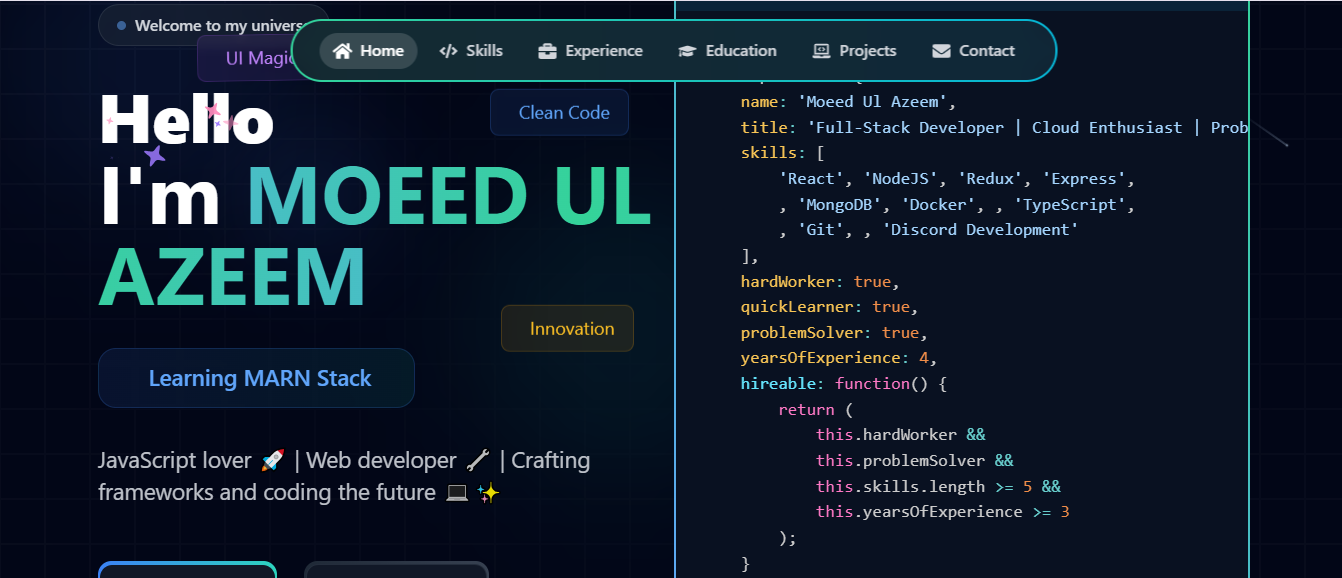 Welcome to my univers
UI Magic
Home Skills Experience Education Projects Contact
Hello
I'm MOEED UL
AZEEM
Clean Code
Innovation
Learning MARN Stack
JavaScript lover 🚀 | Web developer 🔧 | Crafting
frameworks and coding the future 💻 ✨
name: 'Moeed Ul Azeem',
title: 'Full-Stack Developer | Cloud Enthusiast | Prob
skills: [
'React', 'NodeJS', 'Redux', 'Express',
, 'MongoDB', 'Docker', , 'TypeScript',
, 'Git', , 'Discord Development'
],
hardWorker: true,
quickLearner: true,
problemSolver: true,
yearsOfExperience: 4,
hireable: function() {
return (
this.hardWorker &&
this.problemSolver &&
this.skills.length >= 5 &&
this.yearsOfExperience >= 3
);
}